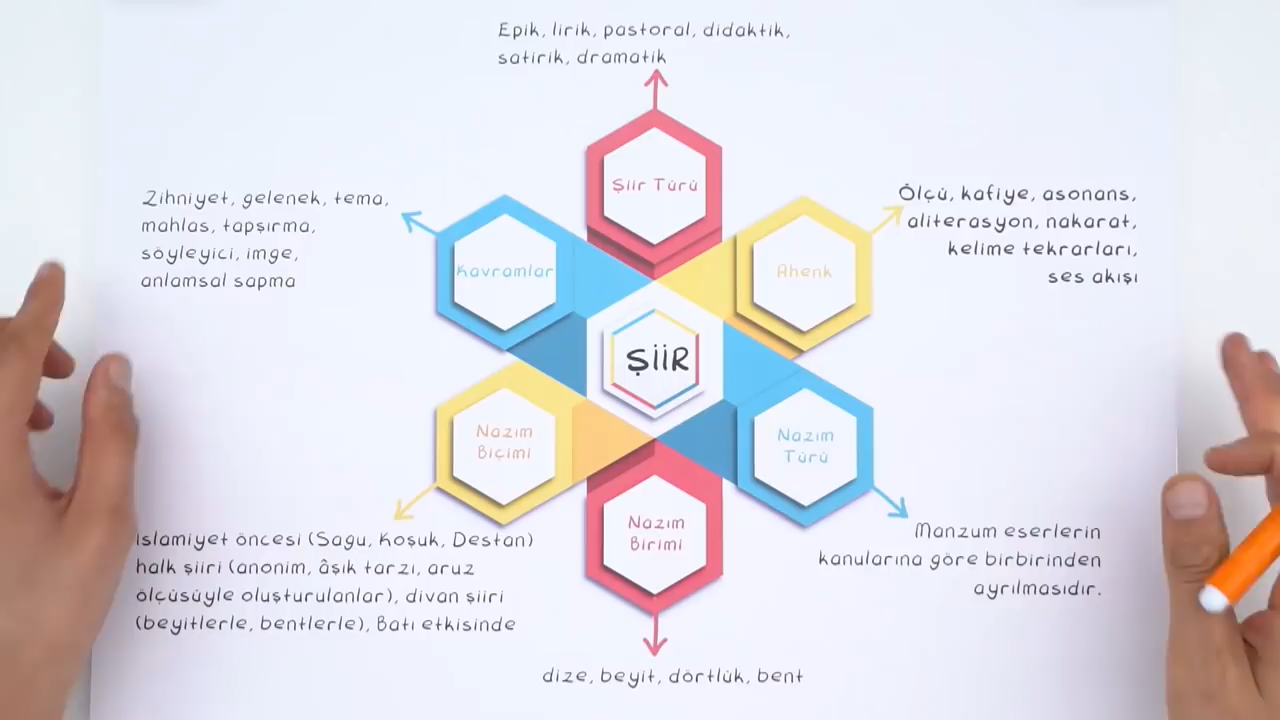 Epik, lirik, pastoral, didaktik,
satirik, dramatik
Şiir Türü
Zihniyet, gelenek, tema,
mahlas, tapşırma,
söyleyici, imge,
anlamsal sapma
Kavramlar
Ölçü, kafiye, asonans,
aliterasyon, nakarat,
kelime tekrarları,
ses akışı
Ahenk
ŞİİR
Nazım
Biçimi
islamiyet öncesi (Sagu, Koşuk, Destan)
halk şiiri (anonim, âşık tarzı, aruz
ölçüsüyle oluşturulanlar), divan şiiri
(beyitlerle, bentlerle), Batı etkisinde
Nazım
Türü
Manzum eserlerin
kanularına göre birbirinden
ayrılmasıdır.
Nazım
Birimi
dize, beyit, dörtlük, bent